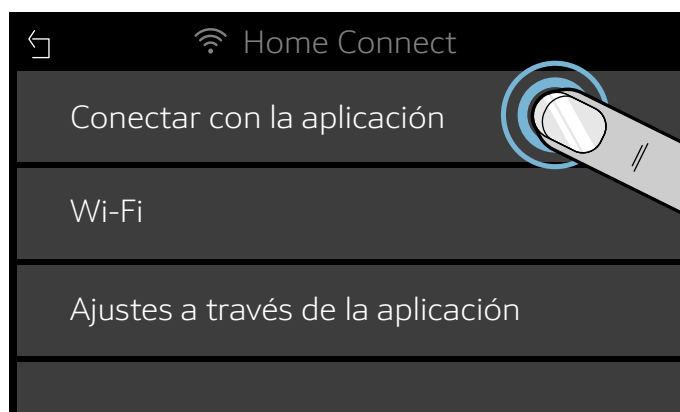 Home Connect
Conectar con la aplicación
Wi-Fi
Ajustes a través de la aplicación